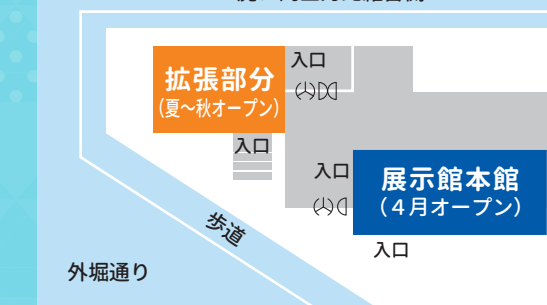 入口
拡張部分
(夏〜秋オープン)
入口
入口
展示館本館
(4月オープン)
歩道
入口
外堀通り